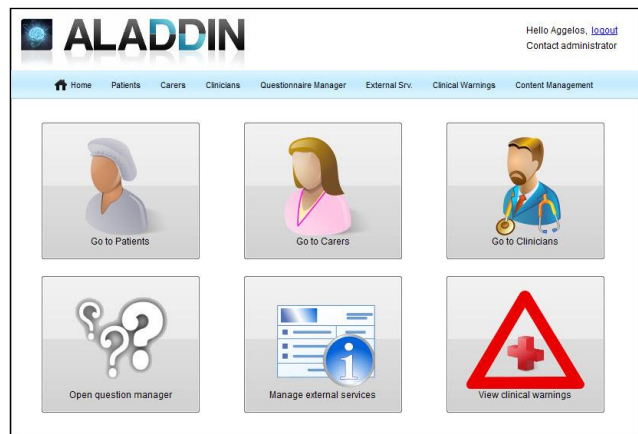 ALADDIN
Hello Aggelos, logout
Contact administrator
Home Patients Carers Clinicians Questionnaire Manager External Srv. Clinical Warnings Content Management
Go to Patients Go to Carers Go to Clinicians
Open question manager Manage external services View clinical warnings